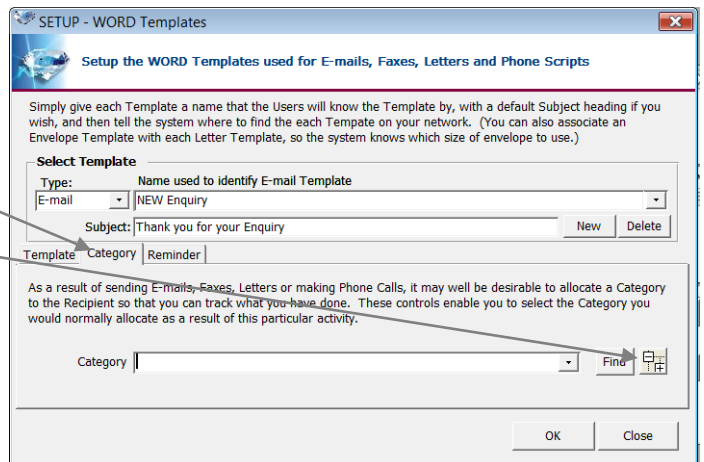 SETUP - WORD Templates
Setup the WORD Templates used for E-mails, Faxes, Letters and Phone Scripts
Simply give each Template a name that the Users will know the Template by, with a default Subject heading if you
wish, and then tell the system where to find the each Tempate on your network. (You can also associate an
Envelope Template with each Letter Template, so the system knows which size of envelope to use.)
Select Template
Type: Name used to identify E-mail Template
E-mail NEW Enquiry
Subject: Thank you for your Enquiry New Delete
Template Category Reminder
As a result of sending E-mails, Faxes, Letters or making Phone Calls, it may well be desirable to allocate a Category
to the Recipient so that you can track what you have done. These controls enable you to select the Category you
would normally allocate as a result of this particular activity.
Category Find
OK Close